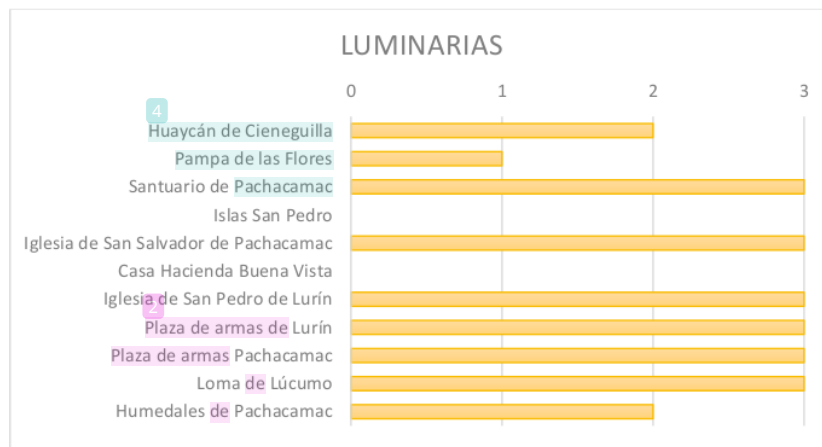 LUMINARIAS
0 1 2 3
4
Huaycán de Cieneguilla
Pampa de las Flores
Santuario de Pachacamac
Islas San Pedro
Iglesia de San Salvador de Pachacamac
Casa Hacienda Buena Vista
Iglesia de San Pedro de Lurín
2
Plaza de armas de Lurín
Plaza de armas Pachacamac
Loma de Lúcumo
Humedales de Pachacamac